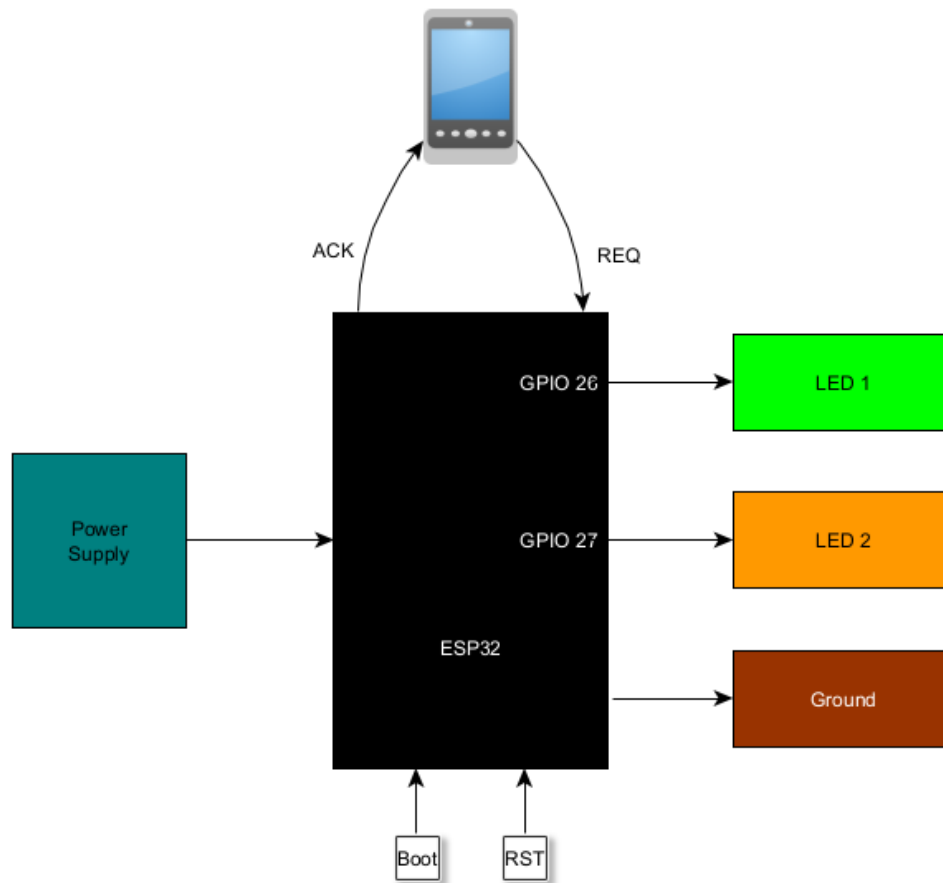 ACK
REQ
GPIO 26
LED 1
Power
Supply
GPIO 27
LED 2
ESP32
Ground
Boot
RST